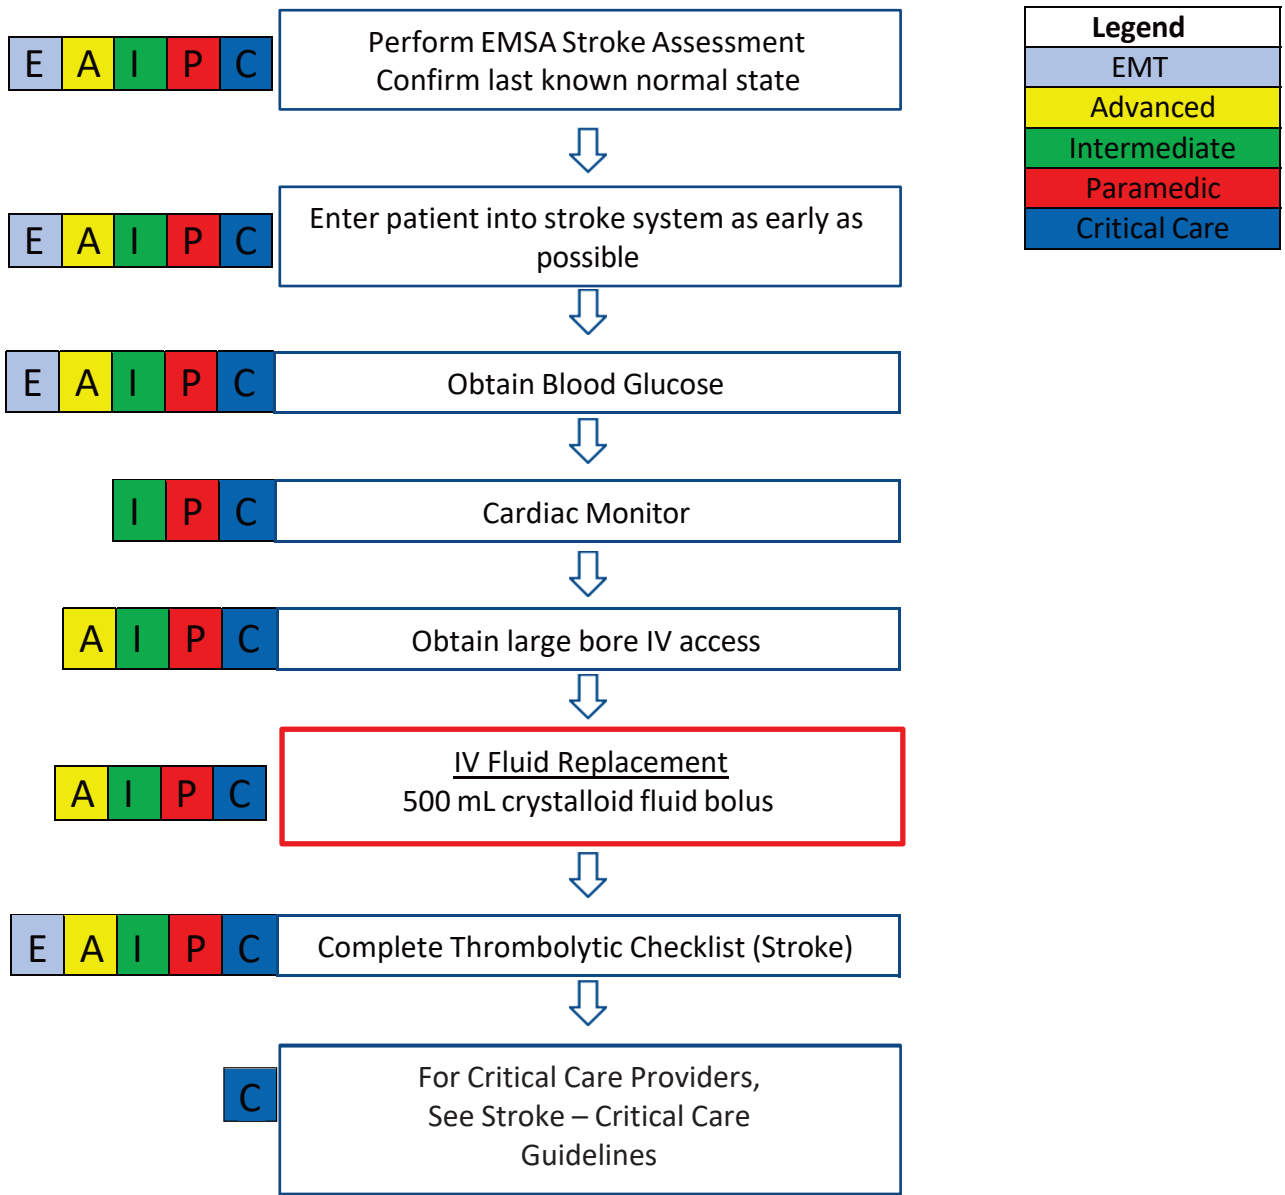 E A I P C
Perform EMSA Stroke Assessment
Confirm last known normal state
Legend
EMT
Advanced
Intermediate
Paramedic
Critical Care
E A I P C
Enter patient into stroke system as early as
possible
E A I P C
Obtain Blood Glucose
I P C
Cardiac Monitor
A I P C
Obtain large bore IV access
A I P C
IV Fluid Replacement
500 mL crystalloid fluid bolus
E A I P C
Complete Thrombolytic Checklist (Stroke)
C
For Critical Care Providers,
See Stroke – Critical Care
Guidelines